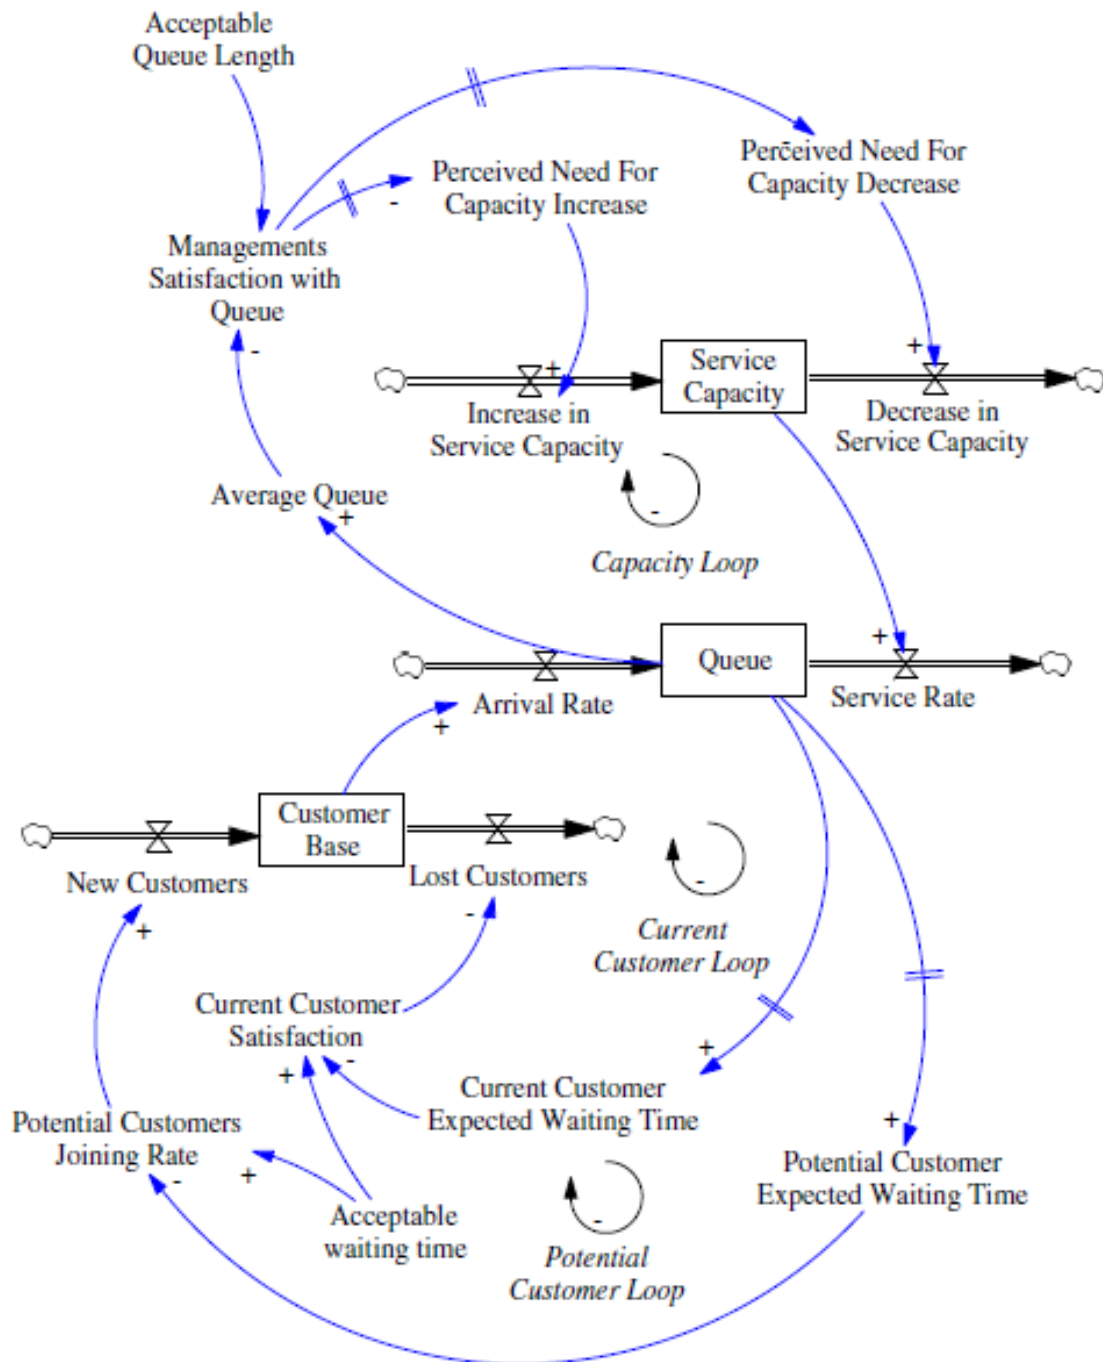 Acceptable
Queue Length
Perceived Need For
Capacity Decrease
-
Perceived Need For
Capacity Increase
-
Managements
Satisfaction with
Queue
-
+
Service
Capacity
+
Increase in
Service Capacity
Decrease in
Service Capacity
Average Queue
+
-
Capacity Loop
+
Queue
Arrival Rate
Service Rate
+
Customer
Base
New Customers
Lost Customers
+
-
-
Current
Customer Loop
Current Customer
Satisfaction
-
+
+
Current Customer
Expected Waiting Time
Potential Customers
Joining Rate
-
+
+
Potential Customer
Expected Waiting Time
Acceptable
waiting time
-
Potential
Customer Loop